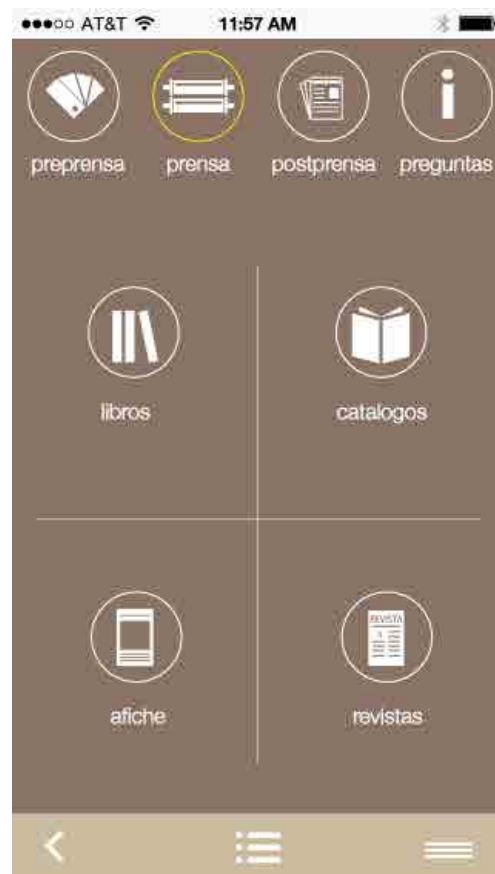 AT&T 11:57 AM
preprensa prensa postprensa preguntas
libros catalogos
REVISTA
afiche revistas